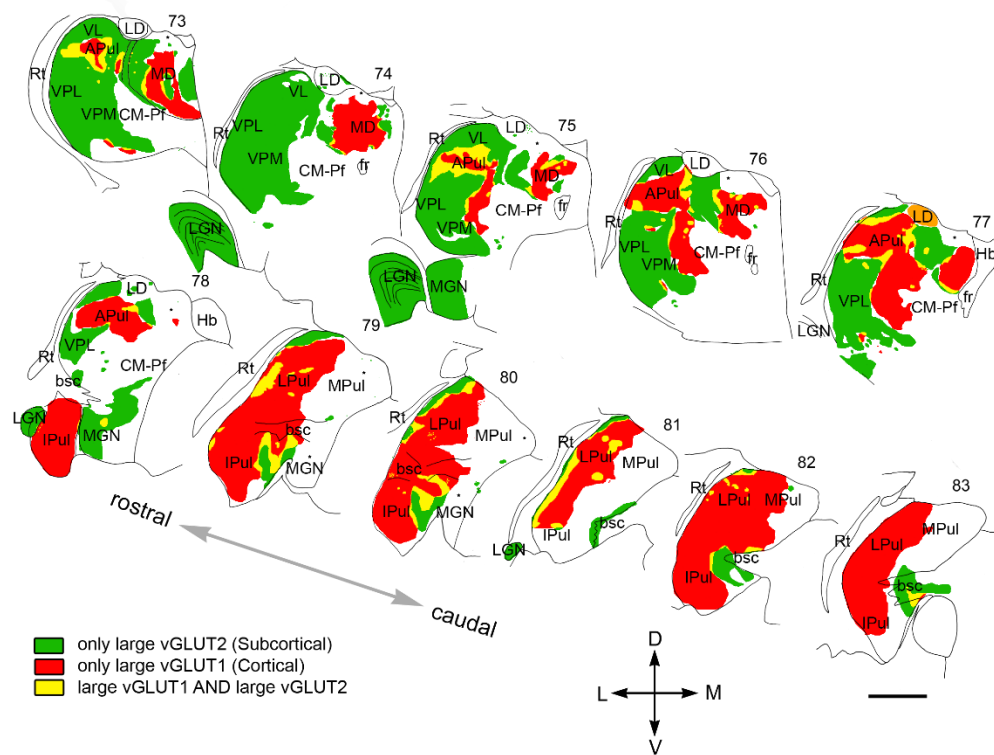 73
VL
LD
APul
Rt
MD
VPL
VPM
CM-Pf
74
LD
VL
Rt
VPL
MD
VPM
CM-Pf
fr
LGN
75
LD
Rt
VL
APul
MD
VPL
CM-Pf
fr
VPM
LGN
MGN
76
VL
LD
APul
MD
Rt
VPL
CM-Pf
VPM
fr
77
LD
APul
Hb
Rt
VPL
CM-Pf
fr
LGN
78
LD
APul
Hb
Rt
VPL
CM-Pf
bsc
LGN
IPul
MGN
79
Rt
LPul
MPul
bsc
IPul
MGN
80
Rt
LPul
MPul
bsc
IPul
MGN
81
Rt
LPul
MPul
IPul
bsc
LGN
82
Rt
LPul
MPul
bsc
IPul
83
MPul
Rt
LPul
bsc
IPul
rostral
caudal
only large vGLUT2 (Subcortical)
only large vGLUT1 (Cortical)
large vGLUT1 AND large vGLUT2
D
L
M
V